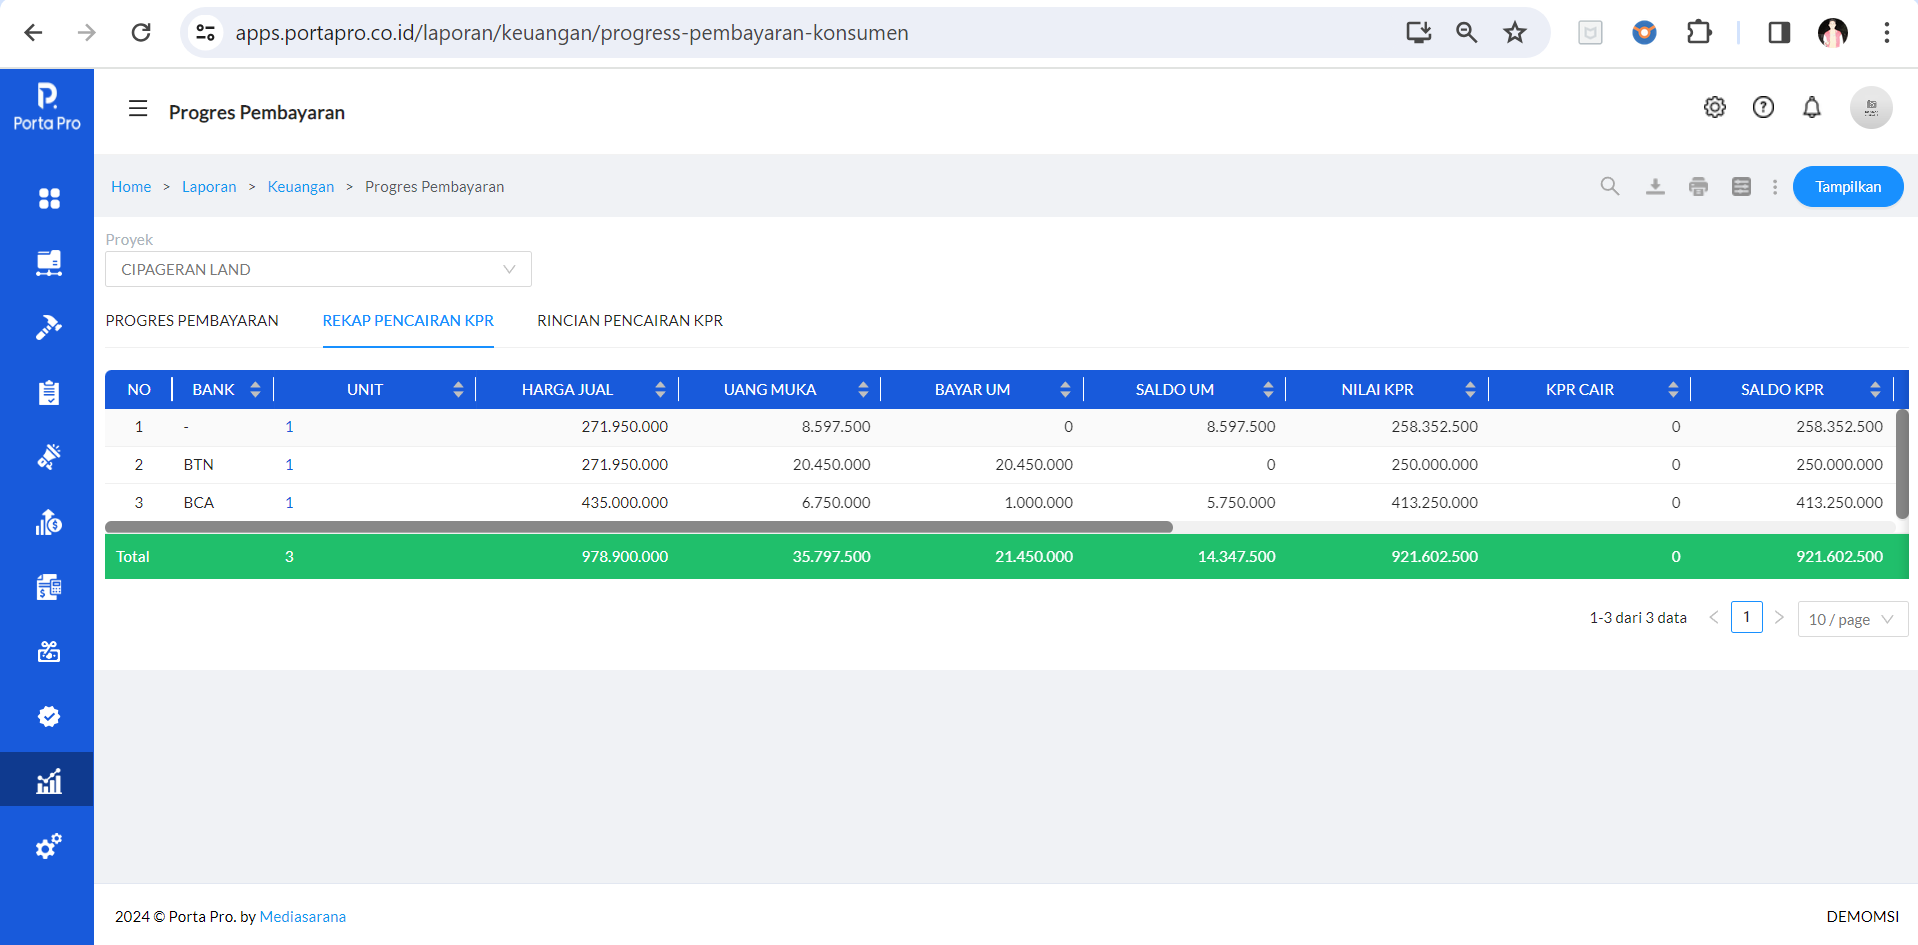 apps.portapro.co.id/laporan/keuangan/progress-pembayaran-konsumen
Porta Pro
Progres Pembayaran
Home > Laporan > Keuangan > Progres Pembayaran
Tampilkan
Proyek
CIPAGERAN LAND
PROGRES PEMBAYARAN REKAP PENCAIRAN KPR RINCIAN PENCAIRAN KPR
NO BANK UNIT HARGA JUAL UANG MUKA BAYAR UM SALDO UM NILAI KPR KPR CAIR SALDO KPR
1 - 1 271.950.000 8.597.500 0 8.597.500 258.352.500 0 258.352.500
2 BTN 1 271.950.000 20.450.000 20.450.000 0 250.000.000 0 250.000.000
3 BCA 1 435.000.000 6.750.000 1.000.000 5.750.000 413.250.000 0 413.250.000
Total 3 978.900.000 35.797.500 21.450.000 14.347.500 921.602.500 0 921.602.500
1-3 dari 3 data < 1 > 10 / page
2024 © Porta Pro. by Mediasarana
DEMOMSI